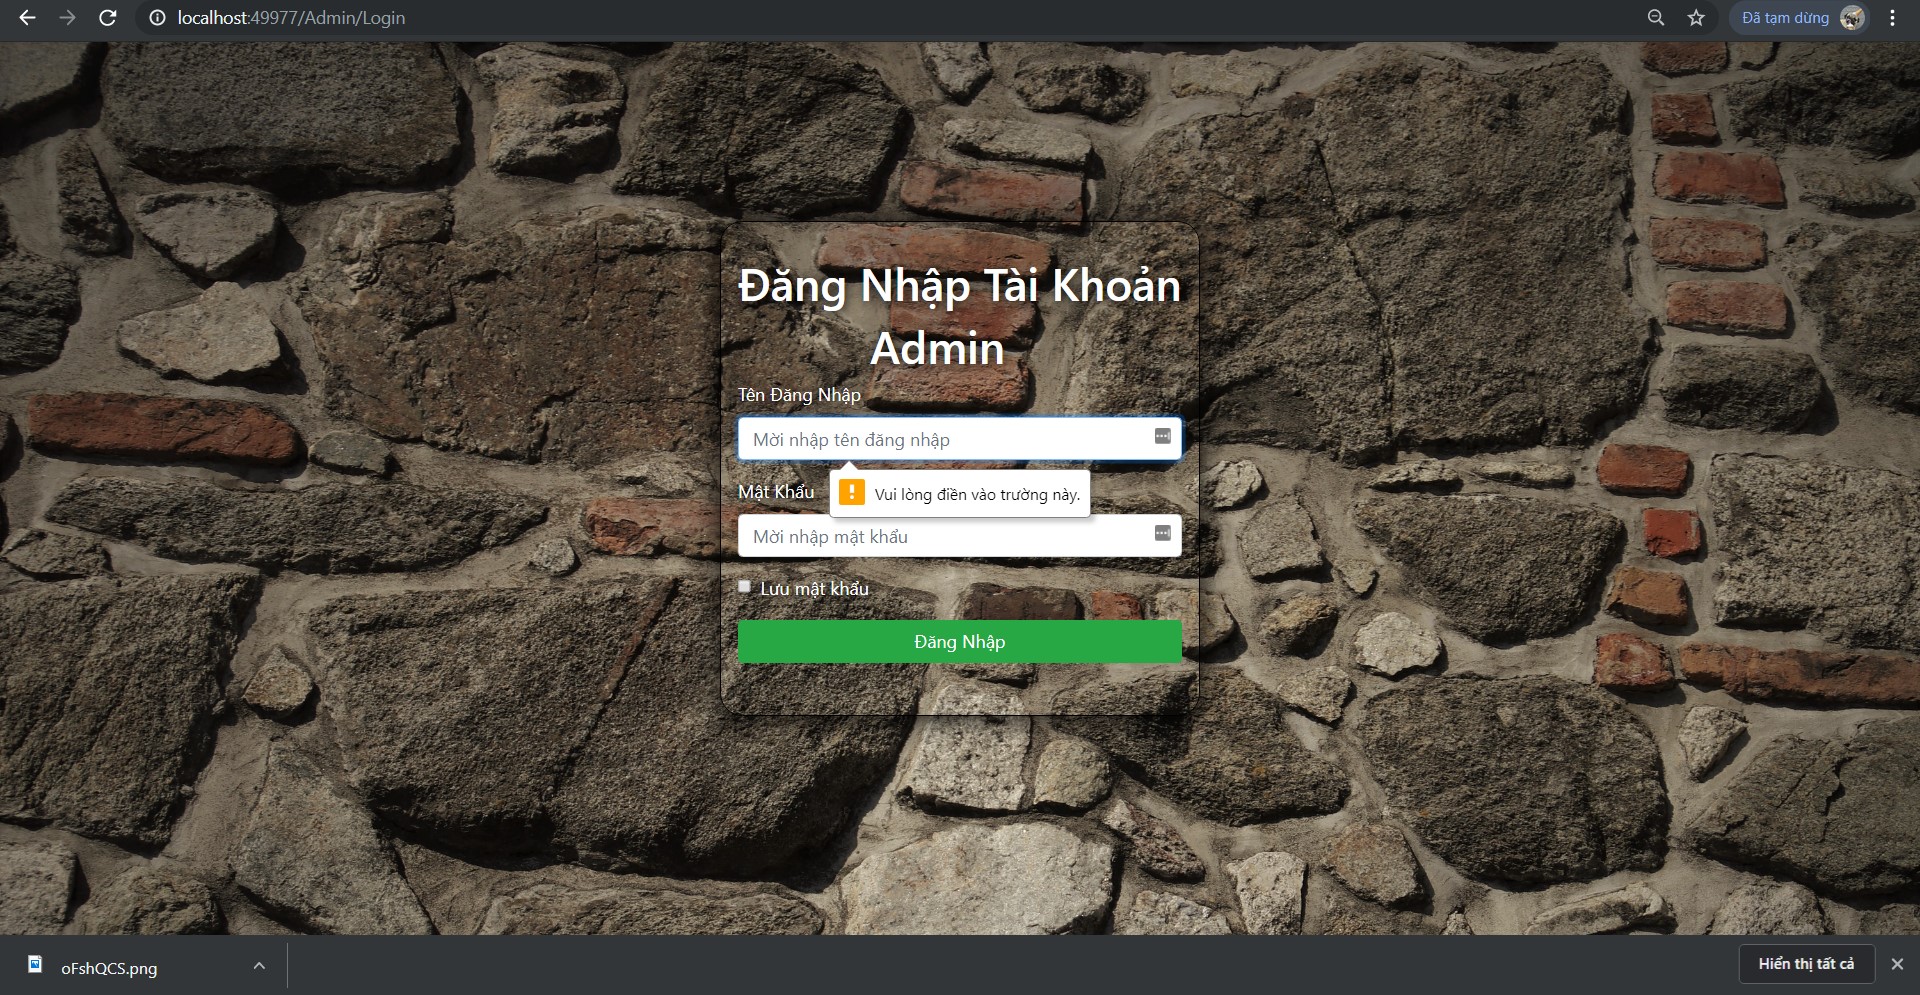 localhost:49977/Admin/Login
Đã tạm dừng
Đăng Nhập Tài Khoản
Admin
Tên Đăng Nhập
Mời nhập tên đăng nhập
Mật Khẩu
Vui lòng điền vào trường này.
Mời nhập mật khẩu
Lưu mật khẩu
Đăng Nhập
oFshQCS.png
Hiển thị tất cả